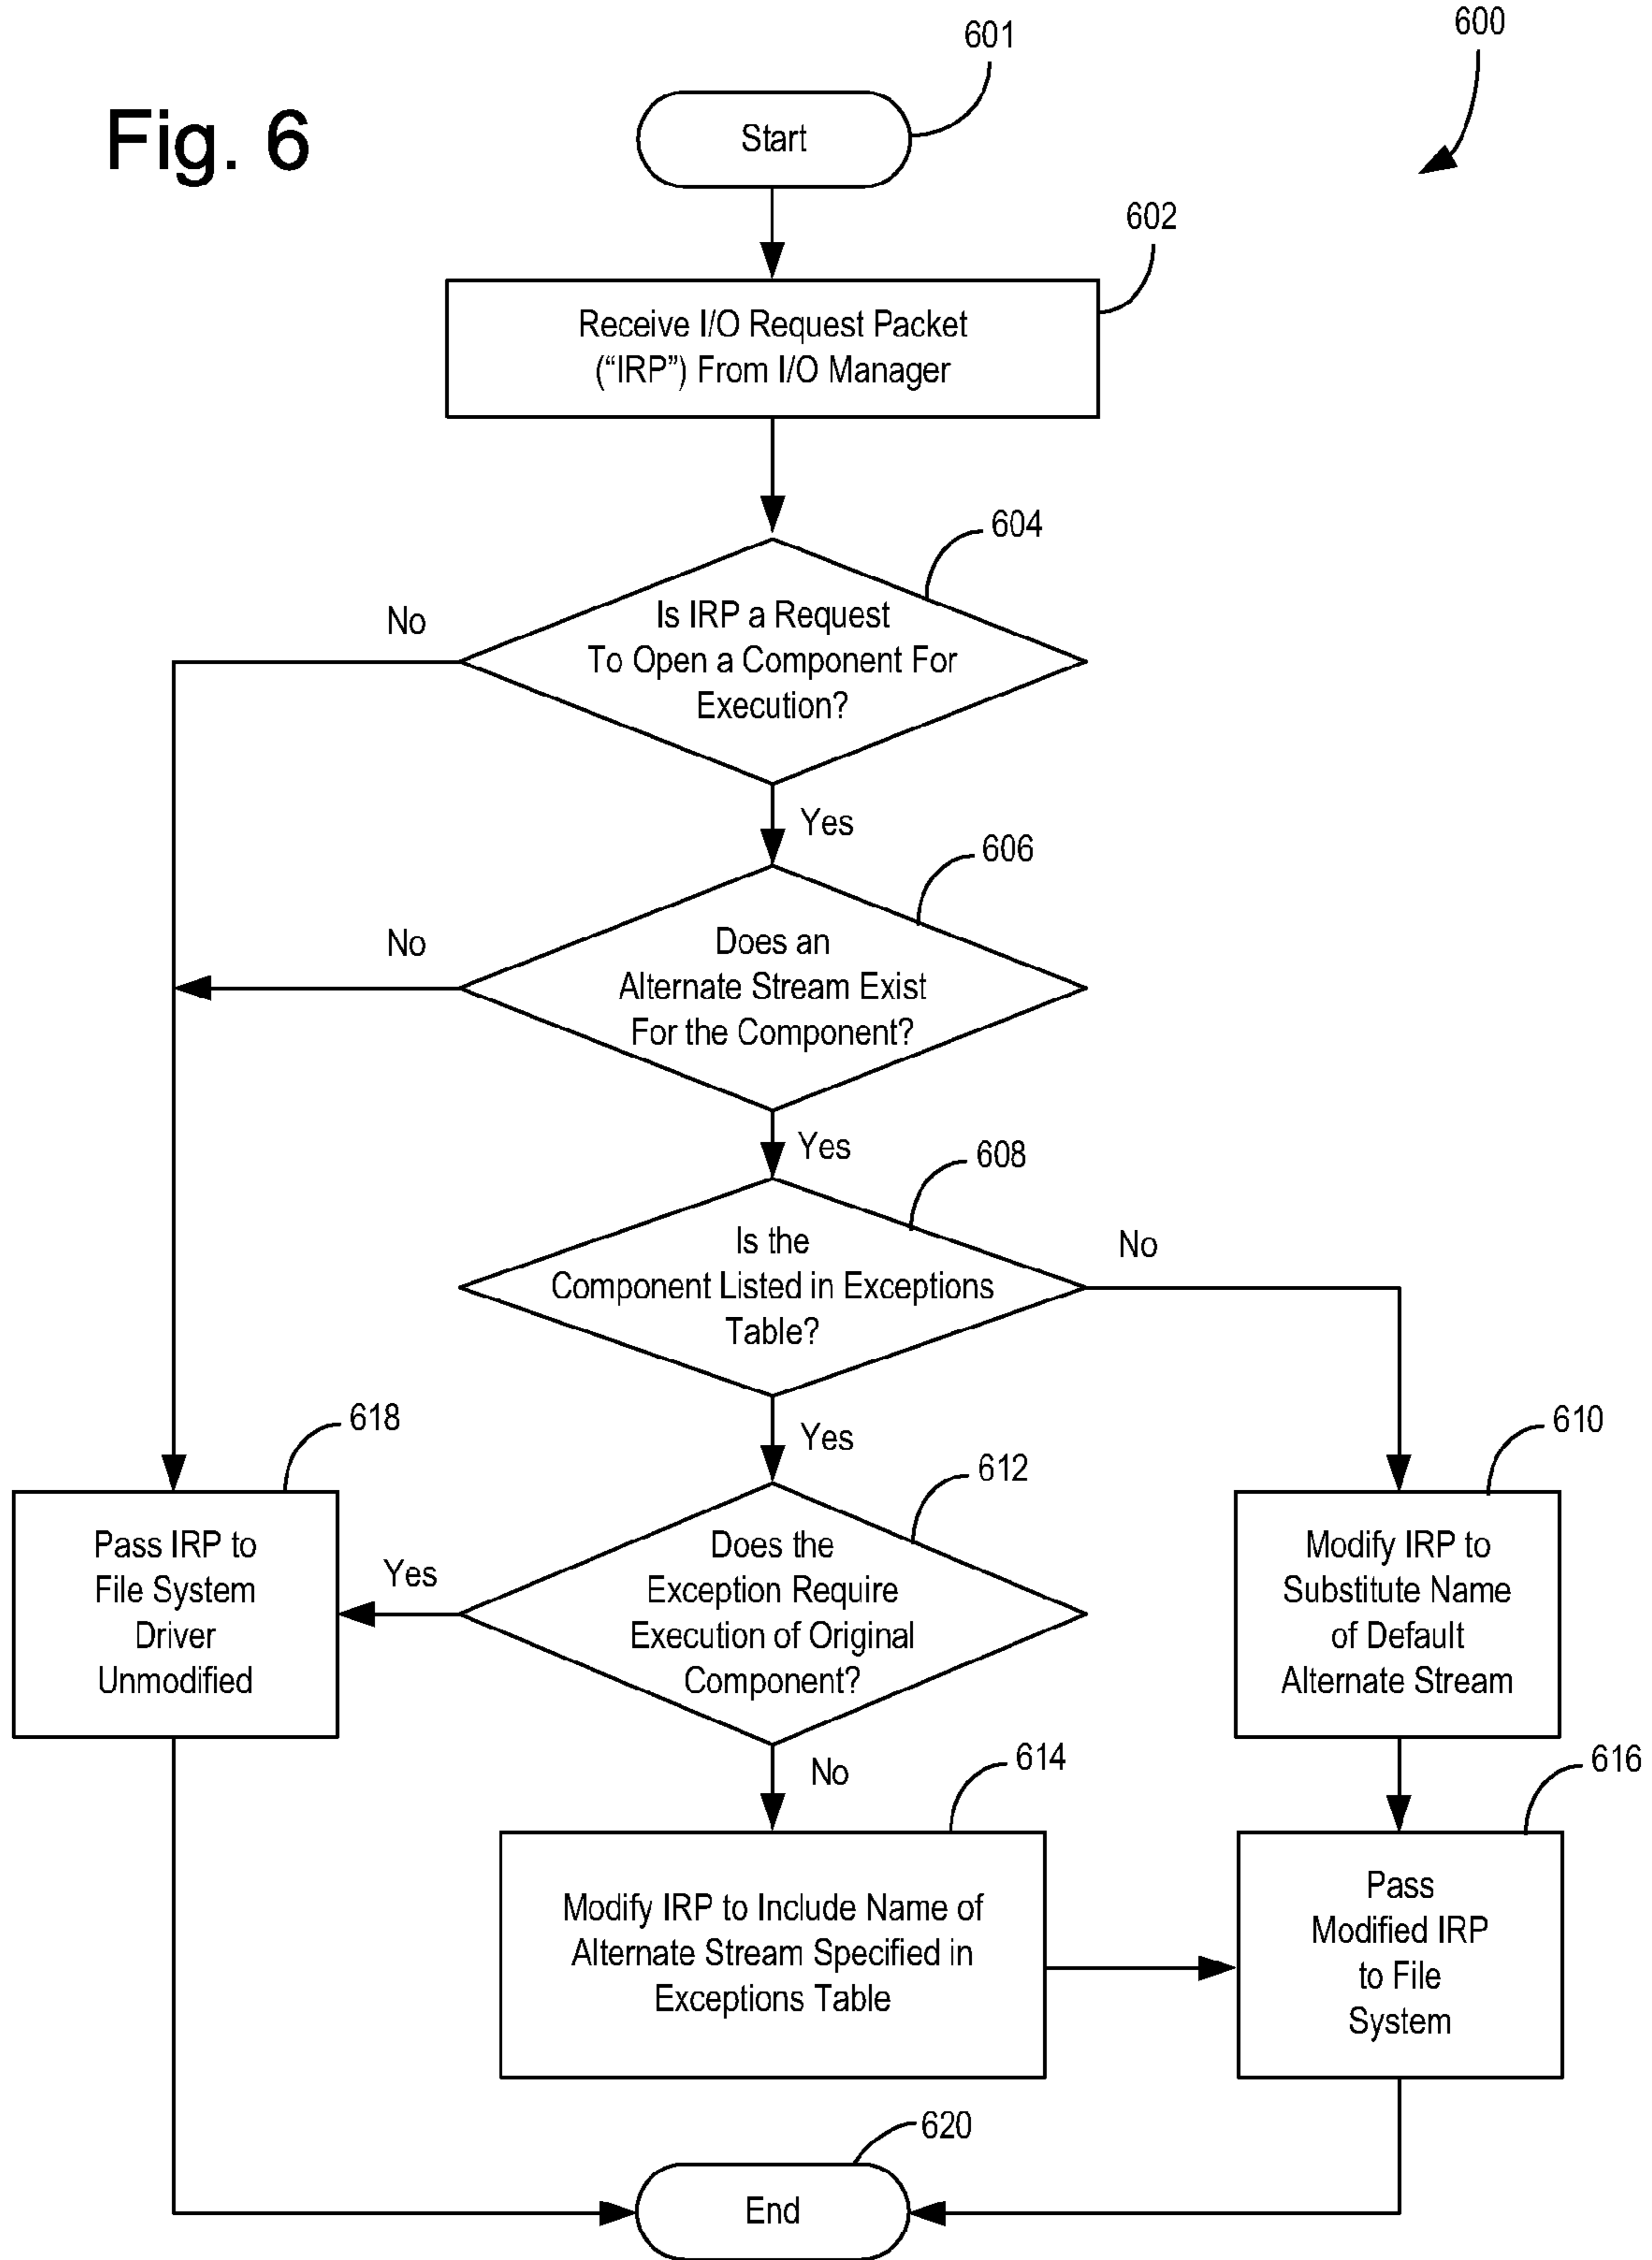 Fig. 6
600
601
Start
602
Receive I/O Request Packet
(“IRP”) From I/O Manager
604
Is IRP a Request
To Open a Component For
Execution?
No
Yes
606
Does an
Alternate Stream Exist
For the Component?
No
Yes
608
Is the
Component Listed in Exceptions
Table?
No
Yes
618
Pass IRP to
File System
Driver
Unmodified
612
Does the
Exception Require
Execution of Original
Component?
Yes
No
610
Modify IRP to
Substitute Name
of Default
Alternate Stream
614
Modify IRP to Include Name of
Alternate Stream Specified in
Exceptions Table
616
Pass
Modified IRP
to File
System
620
End